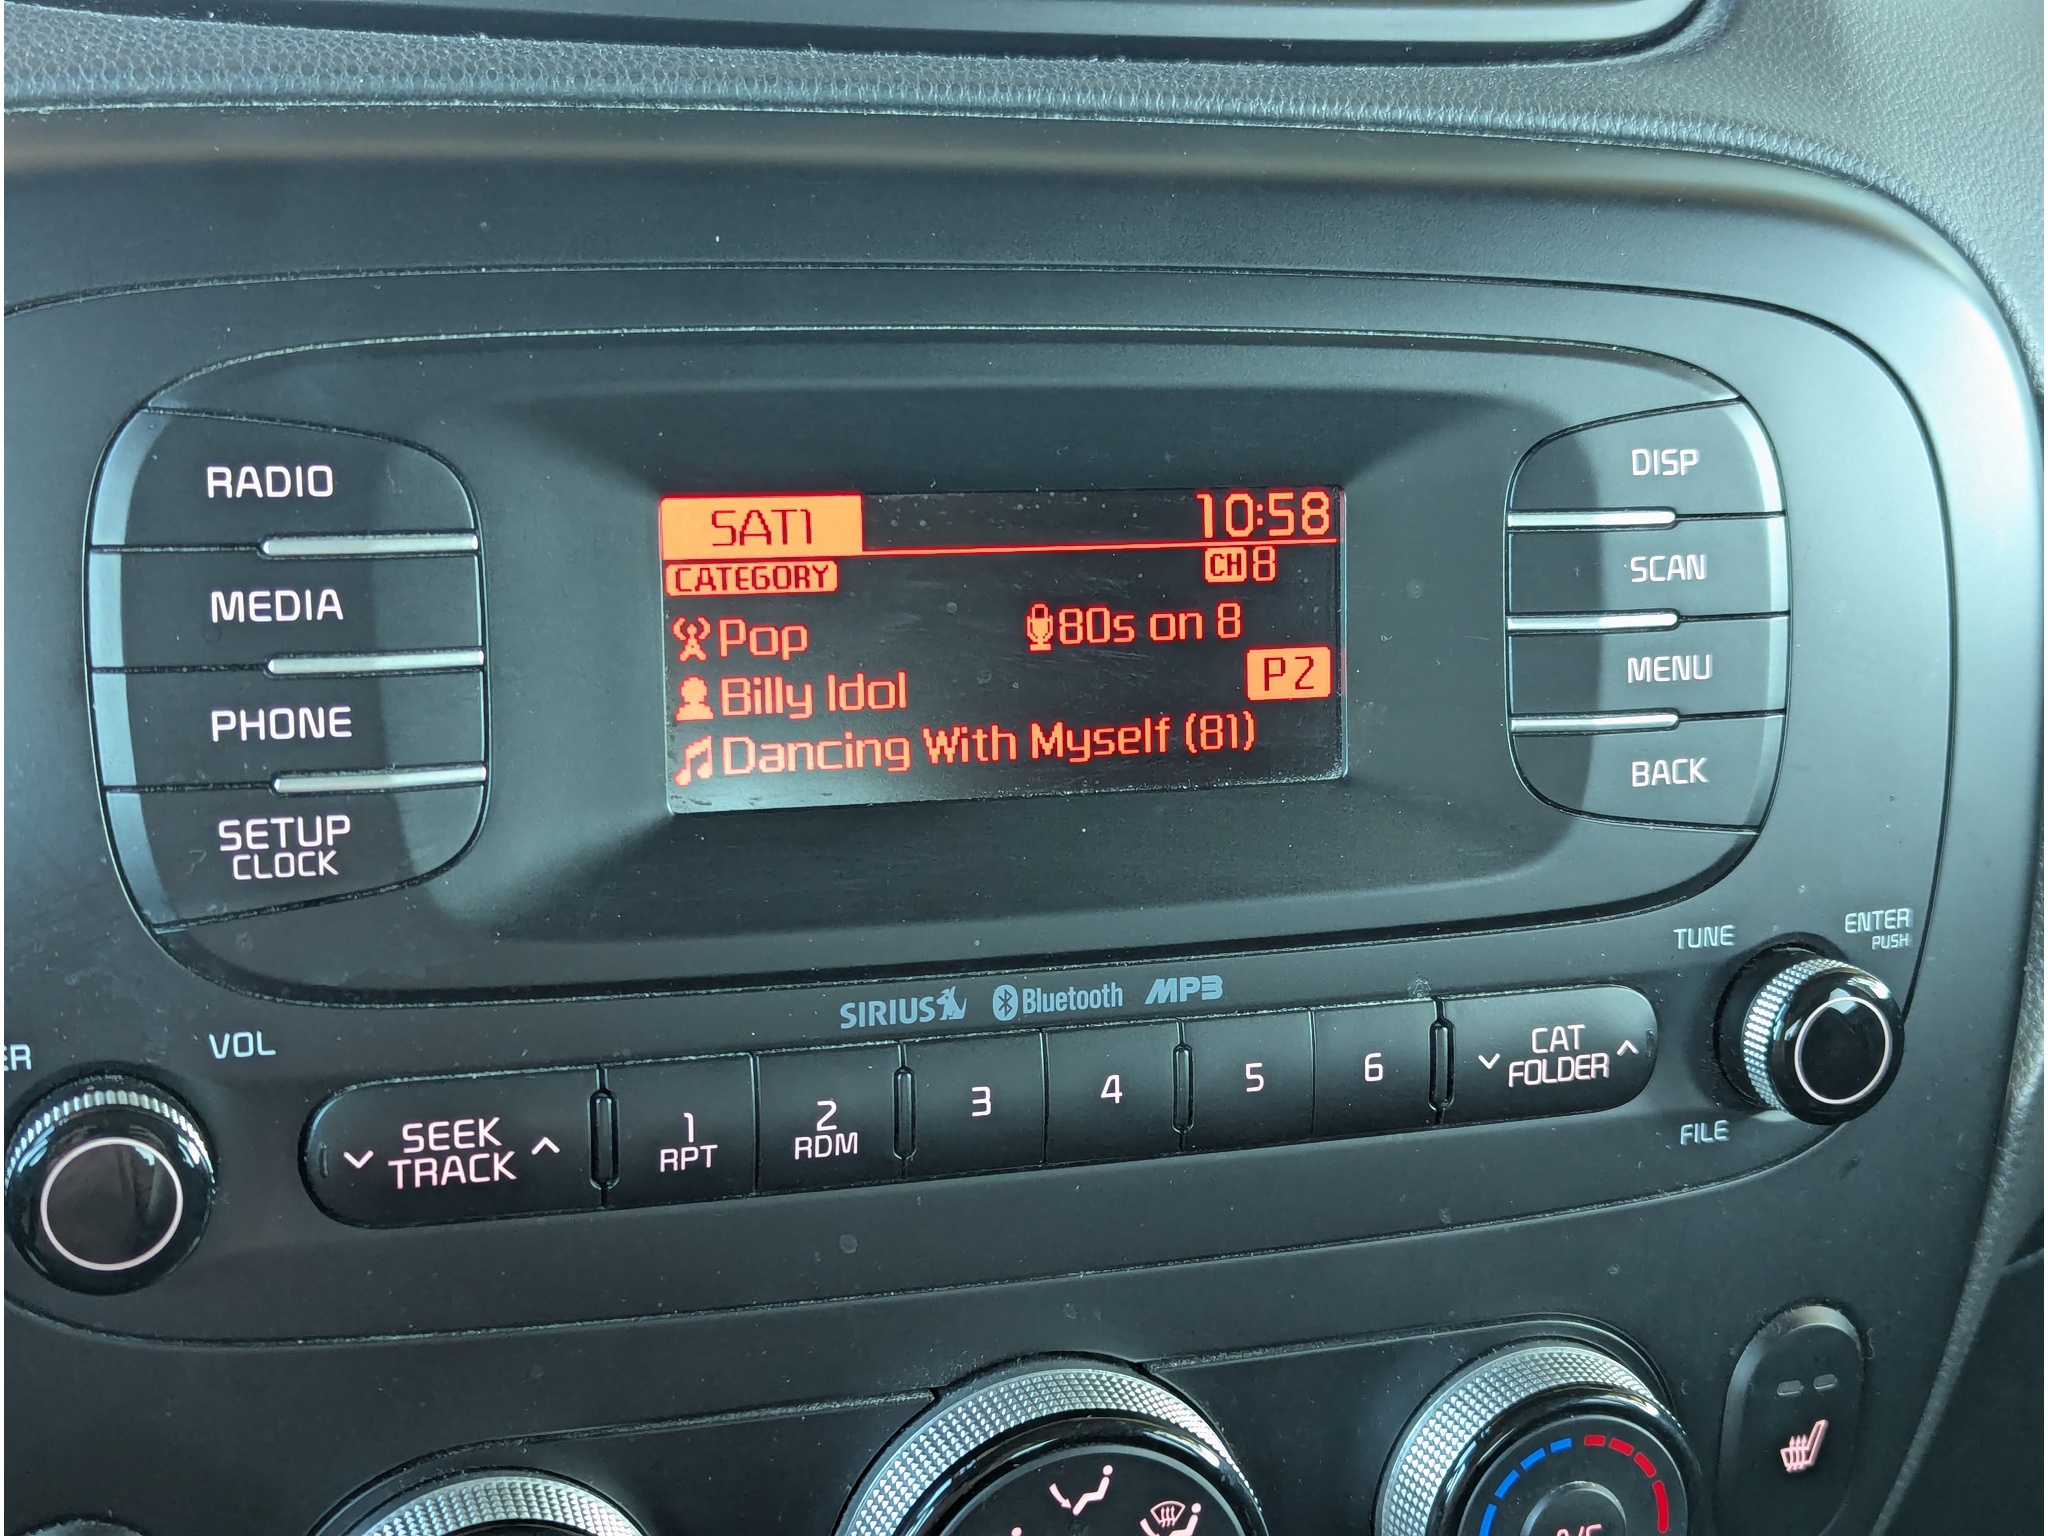 RADIO
MEDIA
PHONE
SETUP
CLOCK
SAT1
10:58
CATEGORY
CH 8
Pop
80s on 8
P2
Billy Idol
Dancing With Myself (81)
DISP
SCAN
MENU
BACK
TUNE
ENTER
PUSH
FILE
SIRIUS Bluetooth MP3
VOL
SEEK
TRACK
1
RPT
2
RDM
3
4
5
6
CAT
FOLDER